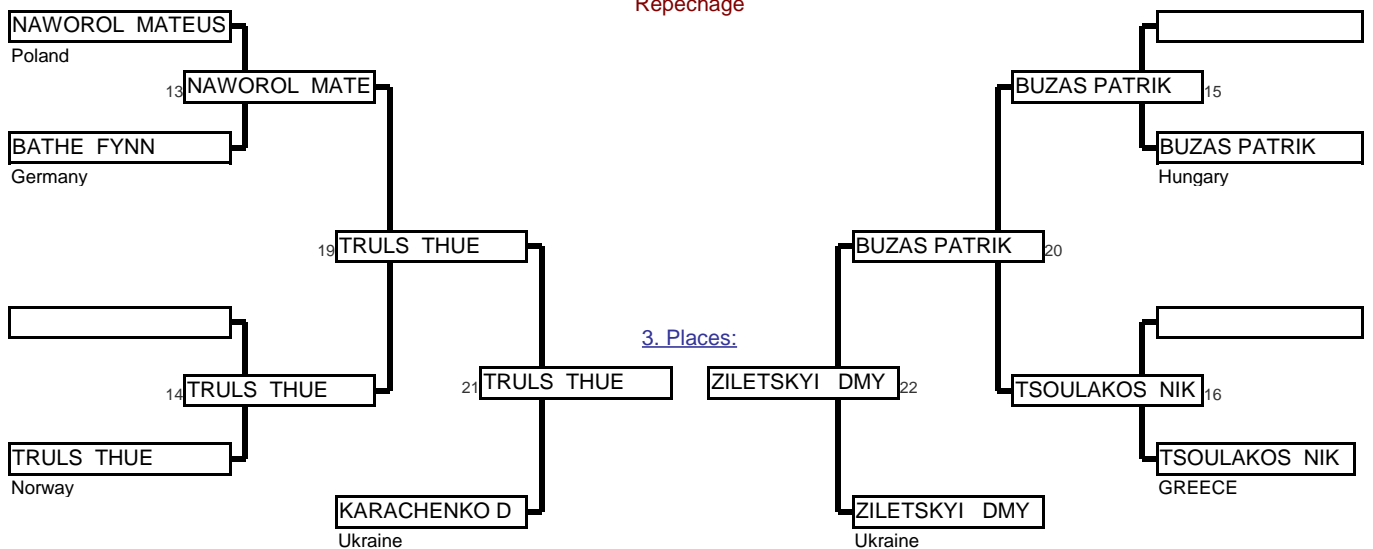 Repechage
NAWOROL MATEUS
Poland
13 NAWOROL MATE
BUZAS PATRIK 15
BATHE FYNN
Germany
BUZAS PATRIK
Hungary
19 TRULS THUE
BUZAS PATRIK 20
3. Places:
14 TRULS THUE
21 TRULS THUE
ZILETSKYI DMY 22
TSOULAKOS NIK 16
TRULS THUE
Norway
TSOULAKOS NIK
GREECE
KARACHENKO D
Ukraine
ZILETSKYI DMY
Ukraine